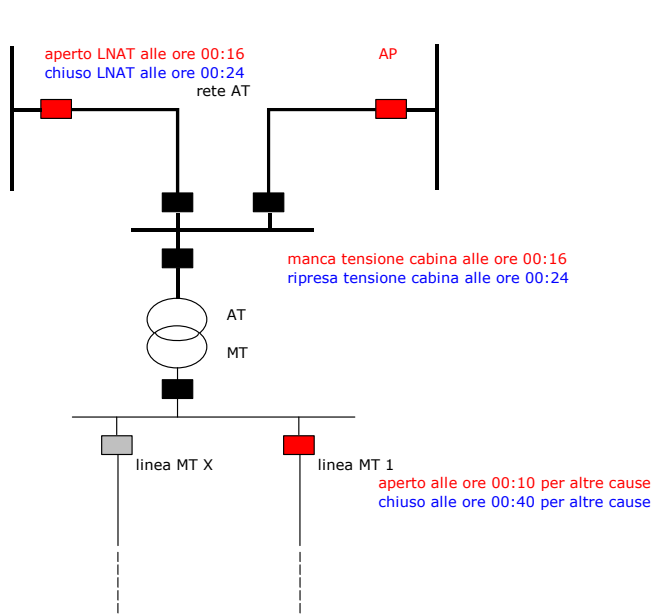 aperto LNAT alle ore 00:16
AP
chiuso LNAT alle ore 00:24
rete AT
manca tensione cabina alle ore 00:16
ripresa tensione cabina alle ore 00:24
AT
MT
linea MT X
linea MT 1
aperto alle ore 00:10 per altre cause
chiuso alle ore 00:40 per altre cause